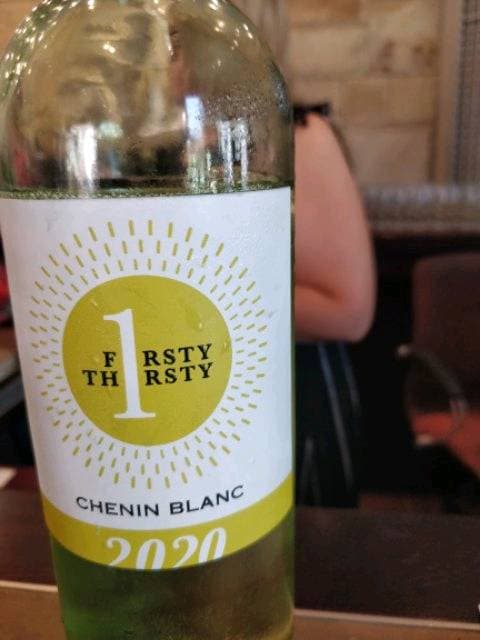 F1RSTY
TH1RSTY
CHENIN BLANC
2020